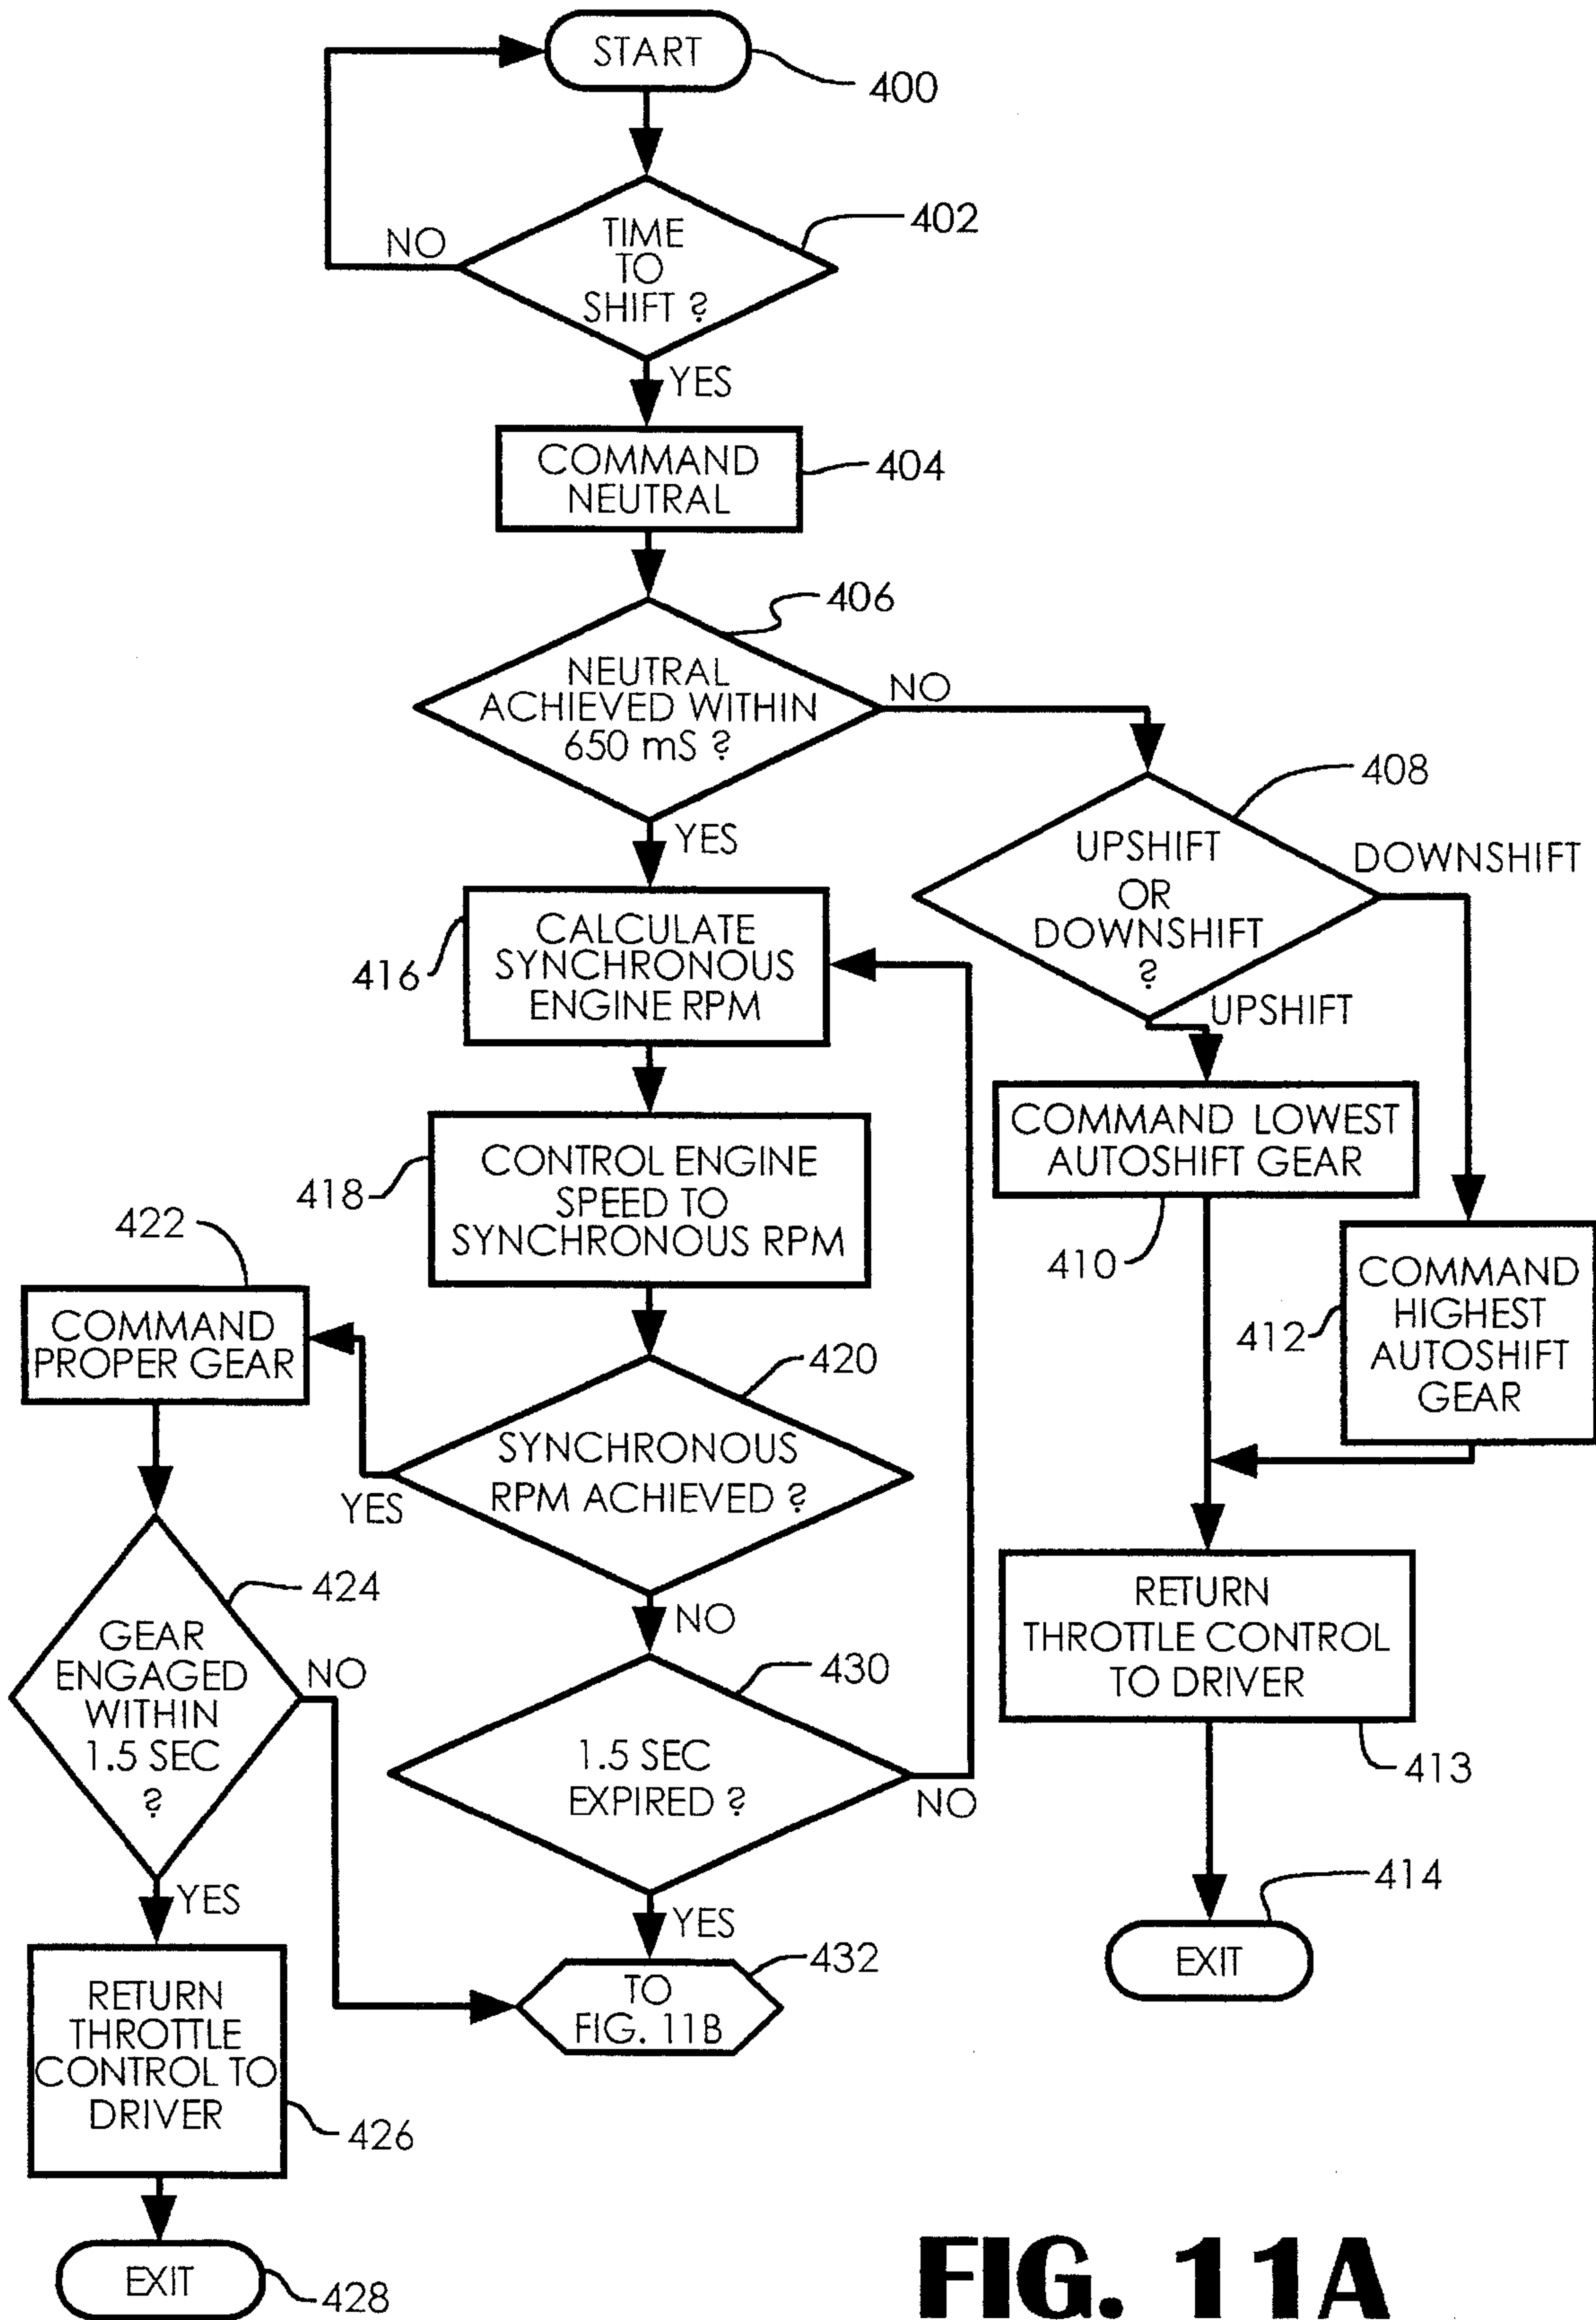 START
400
TIME
TO
SHIFT ?
402
NO
YES
COMMAND
NEUTRAL
404
406
NEUTRAL
ACHIEVED WITHIN
650 mS ?
NO
YES
408
UPSHIFT
OR
DOWNSHIFT
?
DOWNSHIFT
UPSHIFT
CALCULATE
SYNCHRONOUS
ENGINE RPM
416
COMMAND LOWEST
AUTOSHIFT GEAR
410
CONTROL ENGINE
SPEED TO
SYNCHRONOUS RPM
418
COMMAND
HIGHEST
AUTOSHIFT
GEAR
412
422
COMMAND
PROPER GEAR
420
SYNCHRONOUS
RPM ACHIEVED ?
YES
NO
424
GEAR
ENGAGED
WITHIN
1.5 SEC
?
NO
YES
430
1.5 SEC
EXPIRED ?
NO
YES
RETURN
THROTTLE CONTROL
TO DRIVER
413
414
EXIT
432
TO
FIG. 11B
RETURN
THROTTLE
CONTROL TO
DRIVER
426
EXIT
428
FIG. 11A